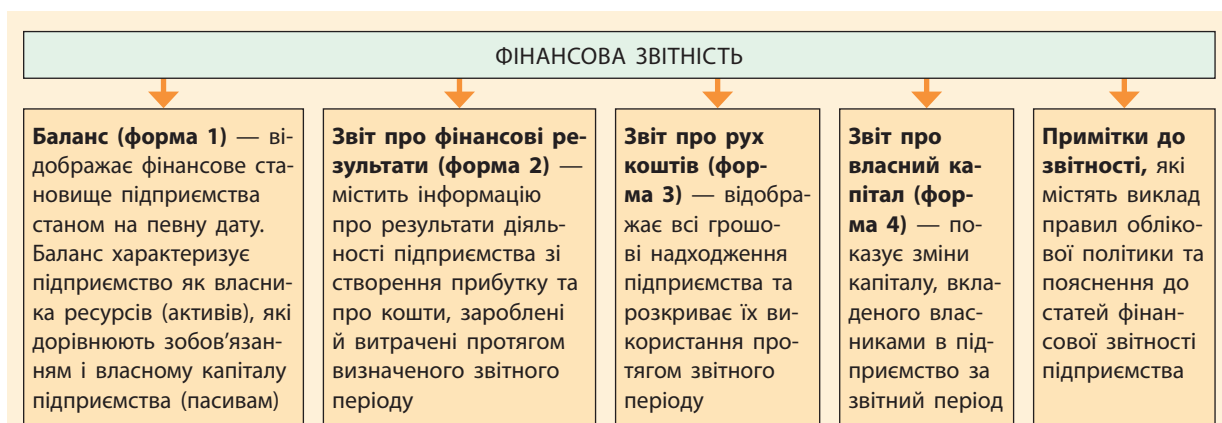 ФІНАНСОВА ЗВІТНІСТЬ
Баланс (форма 1) — ві-
дображає фінансове ста-
новище підприємства
станом на певну дату.
Баланс характеризує
підприємство як власни-
ка ресурсів (активів), які
дорівнюють зобов’язан-
ням і власному капіталу
підприємства (пасивам)
Звіт про фінансові ре-
зультати (форма 2) —
містить інформацію
про результати діяль-
ності підприємства зі
створення прибутку та
про кошти, зароблені
й витрачені протягом
визначеного звітного
періоду
Звіт про рух
коштів (фор-
ма 3) — відобра-
жає всі грошо-
ві надходження
підприємства та
розкриває їх ви-
користання про-
тягом звітного
періоду
Звіт про
власний ка-
пітал (фор-
ма 4) — по-
казує зміни
капіталу, вкла-
деного влас-
никами в під-
приємство за
звітний період
Примітки до
звітності, які
містять виклад
правил обліко-
вої політики та
пояснення до
статей фінан-
сової звітності
підприємства